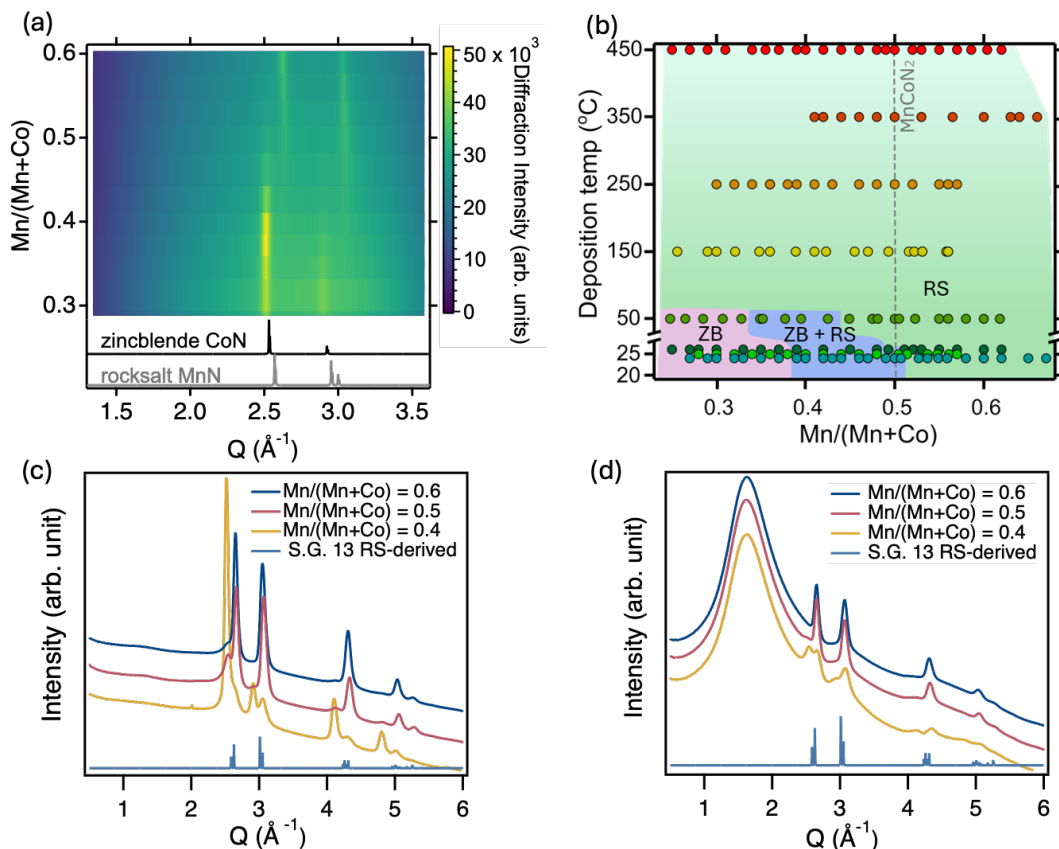 (a)
Mn/(Mn+Co)
0.6
0.5
0.4
0.3
zincblende CoN
rocksalt MnN
1.5
2.0
2.5
3.0
3.5
Q (Å⁻¹)
50 x 10³
40
30
20
10
0
Diffraction Intensity (arb. units)
(b)
Deposition temp (°C)
450
350
250
150
50
25
20
MnCoN₂
RS
ZB
ZB + RS
0.3
0.4
0.5
0.6
Mn/(Mn+Co)
(c)
Intensity (arb. unit)
Mn/(Mn+Co) = 0.6
Mn/(Mn+Co) = 0.5
Mn/(Mn+Co) = 0.4
S.G. 13 RS-derived
1
2
3
4
5
6
Q (Å⁻¹)
(d)
Intensity (arb. unit)
Mn/(Mn+Co) = 0.6
Mn/(Mn+Co) = 0.5
Mn/(Mn+Co) = 0.4
S.G. 13 RS-derived
1
2
3
4
5
6
Q (Å⁻¹)